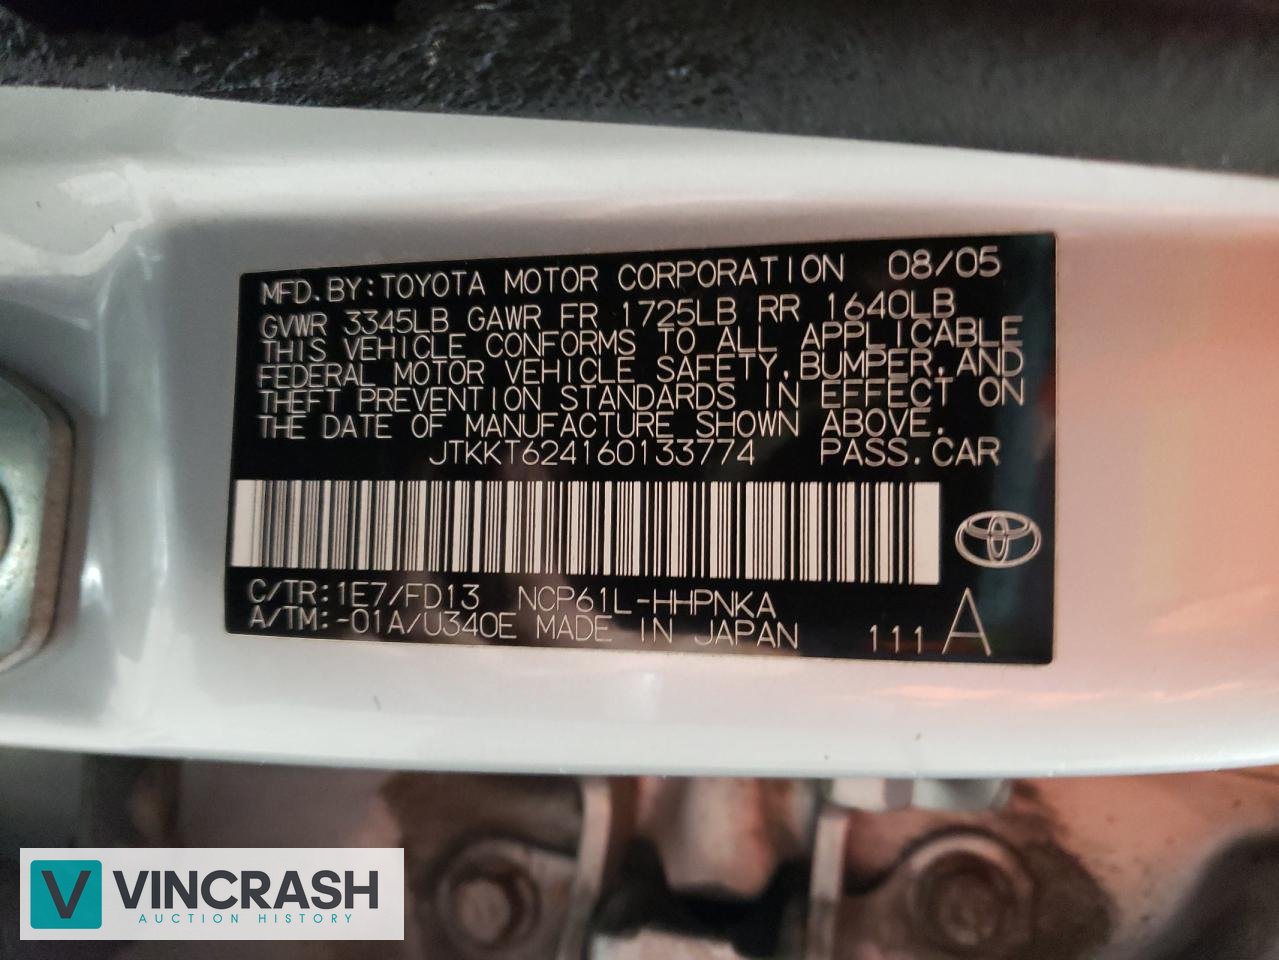 MFD. BY: TOYOTA MOTOR CORPORATION 08/05
GVWR 3345LB GAWR FR 1725LB RR 1640LB
THIS VEHICLE CONFORMS TO ALL APPLICABLE
FEDERAL MOTOR VEHICLE SAFETY, BUMPER, AND
THEFT PREVENTION STANDARDS IN EFFECT ON
THE DATE OF MANUFACTURE SHOWN ABOVE.
JTKKT624160133774 PASS. CAR
C/TR: 1E7/FD13 NCP61L-HHPNKA
A/TM: -01A/U340E MADE IN JAPAN 111 A
V VINCRASH
AUCTION HISTORY